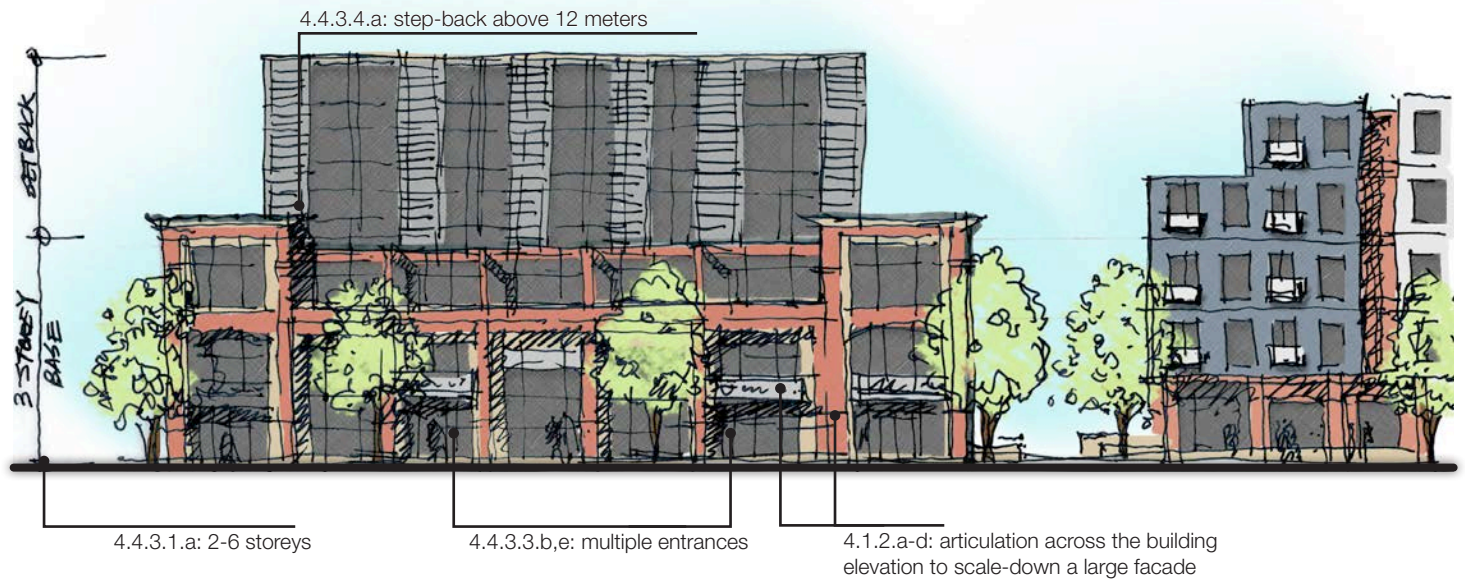 4.4.3.4.a: step-back above 12 meters
SETBACK
3-STOREY
BASE
4.4.3.1.a: 2-6 storeys
4.4.3.3.b,e: multiple entrances
4.1.2.a-d: articulation across the building
elevation to scale-down a large facade